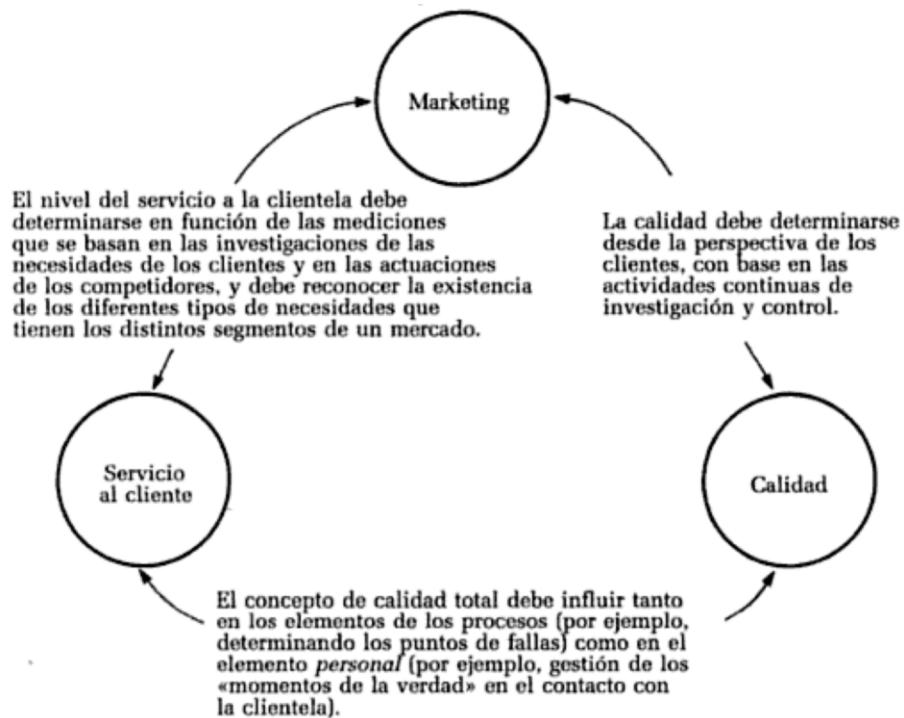 Marketing
El nivel del servicio a la clientela debe
determinarse en función de las mediciones
que se basan en las investigaciones de las
necesidades de los clientes y en las actuaciones
de los competidores, y debe reconocer la existencia
de los diferentes tipos de necesidades que
tienen los distintos segmentos de un mercado.
La calidad debe determinarse
desde la perspectiva de los
clientes, con base en las
actividades continuas de
investigación y control.
Servicio
al cliente
Calidad
El concepto de calidad total debe influir tanto
en los elementos de los procesos (por ejemplo,
determinando los puntos de fallas) como en el
elemento personal (por ejemplo, gestión de los
«momentos de la verdad» en el contacto con
la clientela).